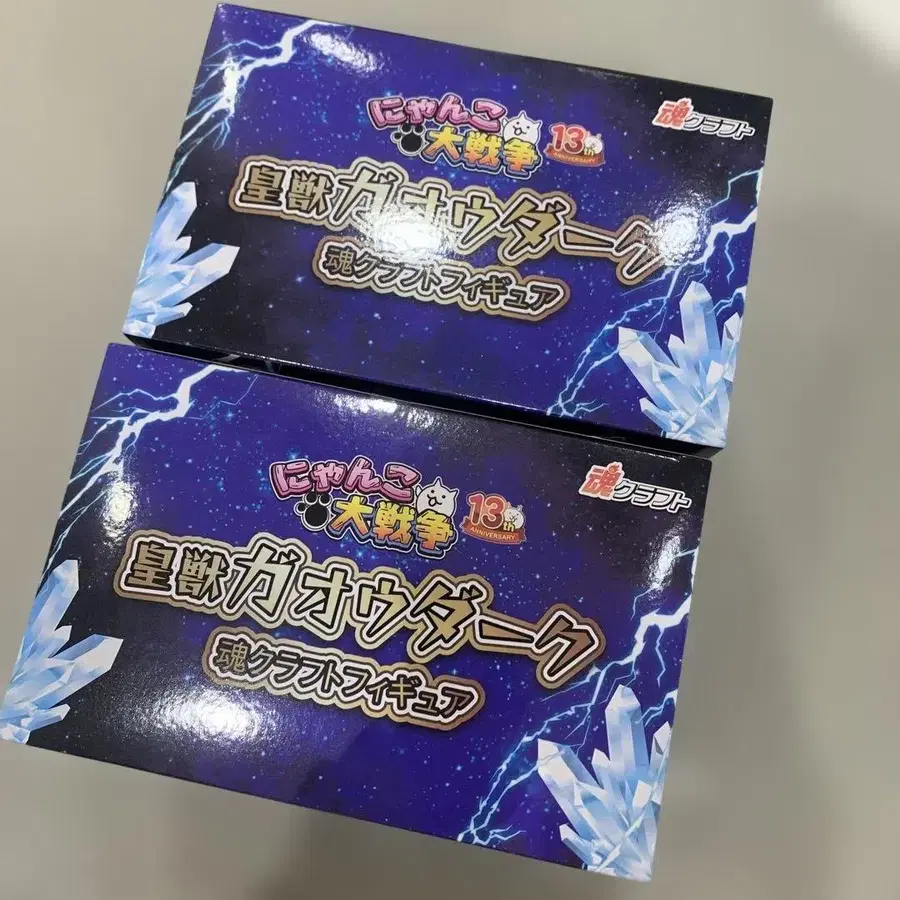 魂クラフト
にゃんこ
大戦争
13th
ANNIVERSARY
皇獣ガオウダーク
魂クラフトフィギュア
魂クラフト
にゃんこ
大戦争
13th
ANNIVERSARY
皇獣ガオウダーク
魂クラフトフィギュア